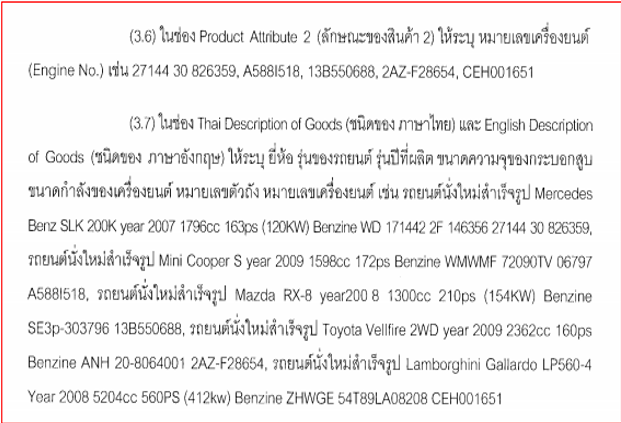 (3.6) ในช่อง Product Attribute 2 (ลักษณะของสินค้า 2) ให้ระบุ หมายเลขเครื่องยนต์
(Engine No.) เช่น 27144 30 826359, A588I518, 13B550688, 2AZ-F28654, CEH001651
(3.7) ในช่อง Thai Description of Goods (ชนิดของ ภาษาไทย) และ English Description
of Goods (ชนิดของ ภาษาอังกฤษ) ให้ระบุ ยี่ห้อ รุ่นของรถยนต์ รุ่นปีที่ผลิต ขนาดความจุของกระบอกสูบ
ขนาดกำลังของเครื่องยนต์ หมายเลขตัวถัง หมายเลขเครื่องยนต์ เช่น รถยนต์นั่งใหม่สำเร็จรูป Mercedes
Benz SLK 200K year 2007 1796cc 163ps (120KW) Benzine WD 171442 2F 146356 27144 30 826359,
รถยนต์นั่งใหม่สำเร็จรูป Mini Cooper S year 2009 1598cc 172ps Benzine WMWMF 72090TV 06797
A588I518, รถยนต์นั่งใหม่สำเร็จรูป Mazda RX-8 year200 8 1300cc 210ps (154KW) Benzine
SE3p-303796 13B550688, รถยนต์นั่งใหม่สำเร็จรูป Toyota Vellfire 2WD year 2009 2362cc 160ps
Benzine ANH 20-8064001 2AZ-F28654, รถยนต์นั่งใหม่สำเร็จรูป Lamborghini Gallardo LP560-4
Year 2008 5204cc 560PS (412kw) Benzine ZHWGE 54T89LA08208 CEH001651